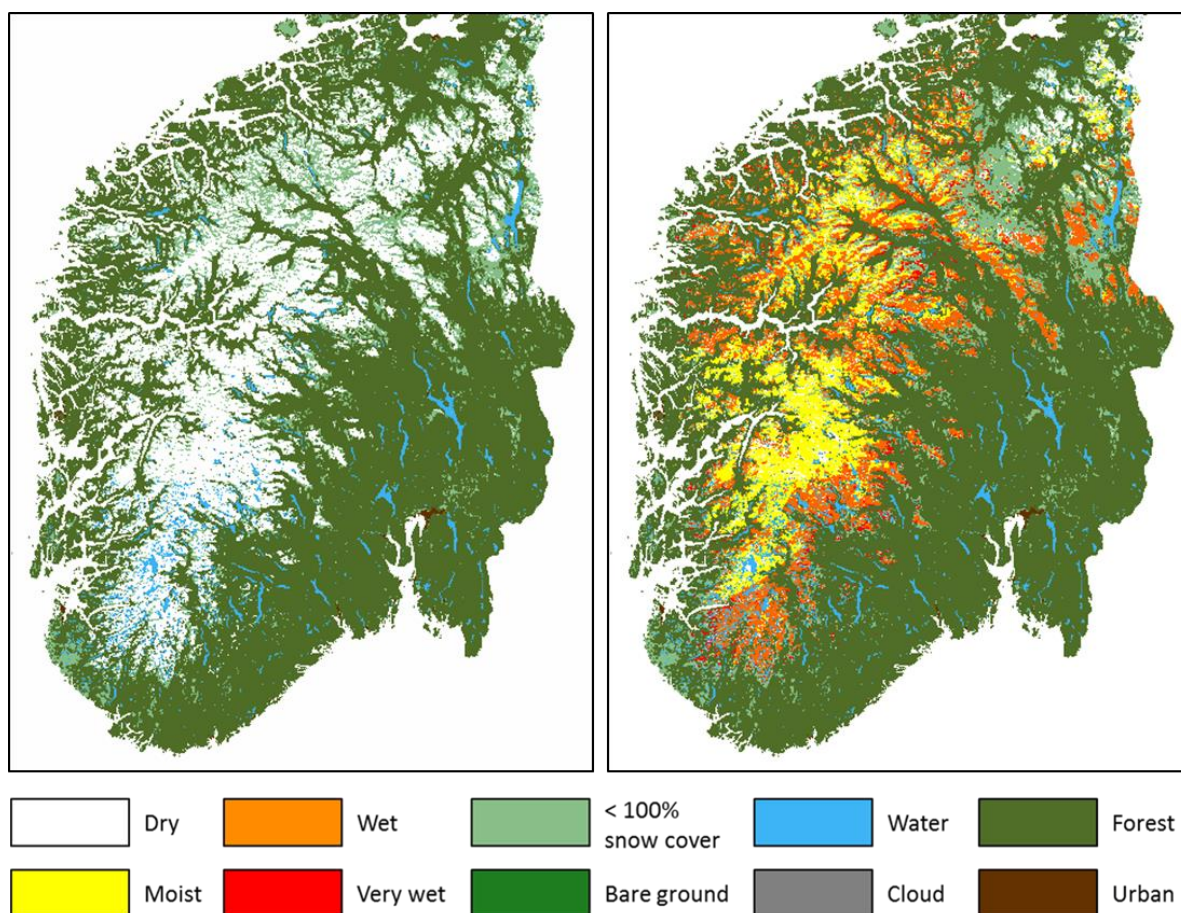 Dry
Wet
< 100%
snow cover
Water
Forest
Moist
Very wet
Bare ground
Cloud
Urban